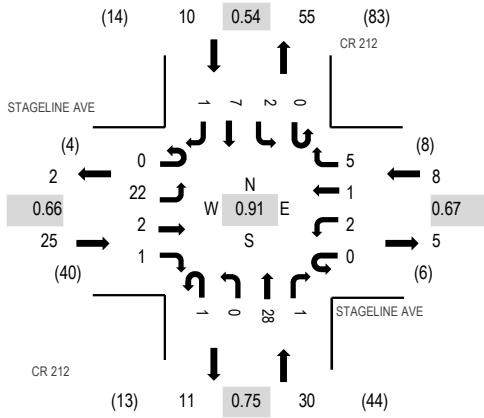 (14) 10 0.54 55 (83)
CR 212
STAGELINE AVE
1 7 2 0
(4) (8)
2 0 5 8
22 N 1
0.66 W 0.91 E 0.67
25 2 S 2 5
1 0
(40) (6)
1 0 28 1
STAGELINE AVE
CR 212
(13) 11 0.75 30 (44)